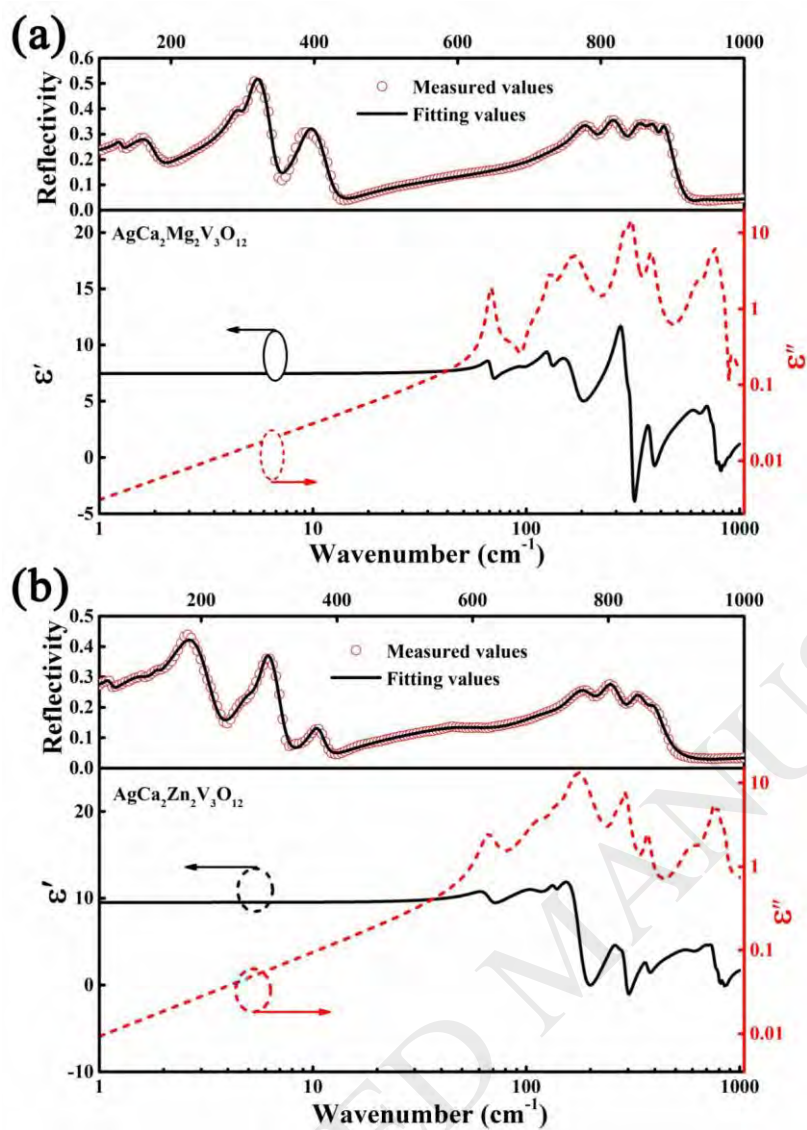 (a)
200 400 600 800 1000
0.6
0.5
0.4
0.3
0.2
0.1
0.0
Reflectivity
Measured values
Fitting values
AgCa₂Mg₂V₃O₁₂
20
15
10
5
0
-5
ε′
10
1
0.1
0.01
ε″
1 10 100 1000
Wavenumber (cm⁻¹)
(b)
200 400 600 800 1000
0.5
0.4
0.3
0.2
0.1
0.0
Reflectivity
Measured values
Fitting values
AgCa₂Zn₂V₃O₁₂
20
10
0
-10
ε′
10
1
0.1
0.01
ε″
1 10 100 1000
Wavenumber (cm⁻¹)
ED MANUS